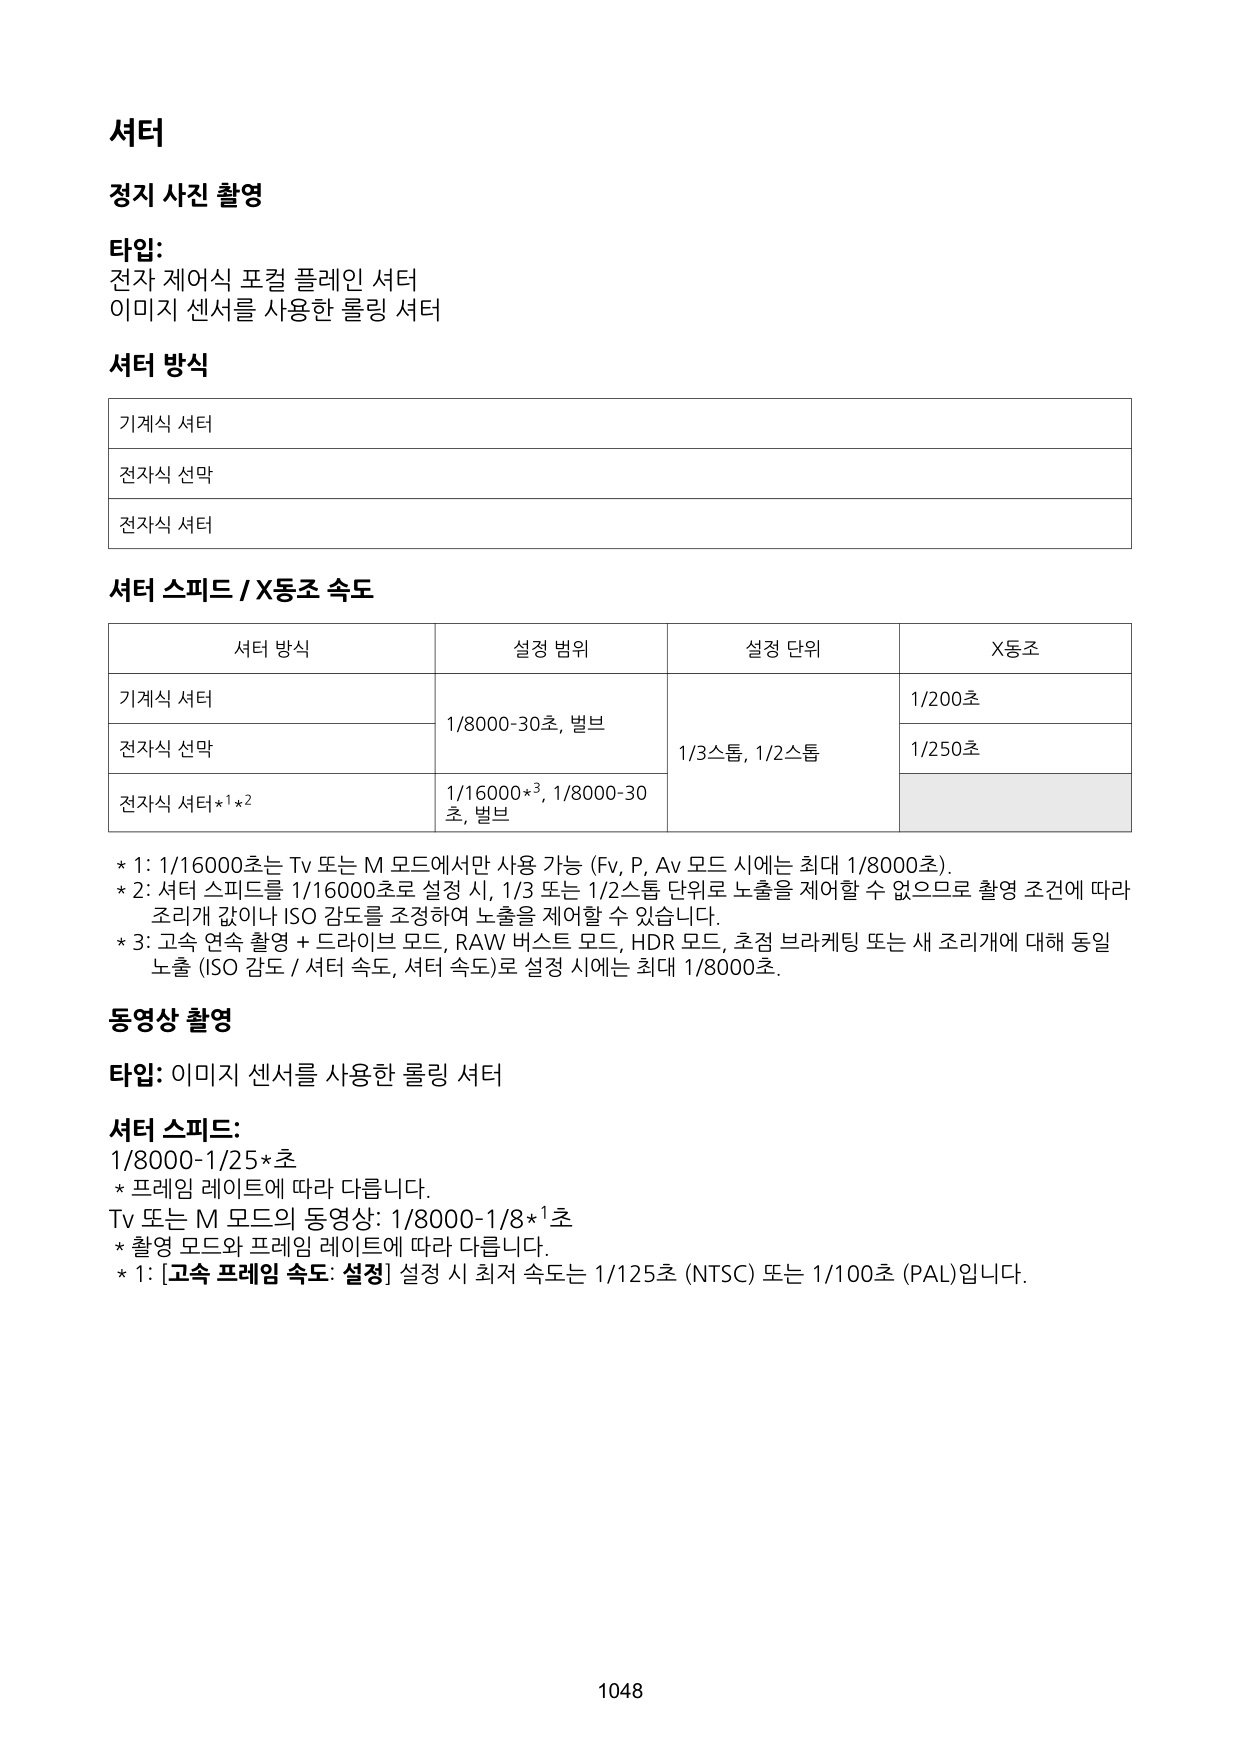 셔터
정지 사진 촬영
타입:
전자 제어식 포컬 플레인 셔터
이미지 센서를 사용한 롤링 셔터
셔터 방식
기계식 셔터
전자식 선막
전자식 셔터
셔터 스피드 / X동조 속도
셔터 방식 설정 범위 설정 단위 X동조
기계식 셔터 1/8000-30초, 벌브 1/3스톱, 1/2스톱 1/200초
전자식 선막 1/250초
전자식 셔터*1*2 1/16000*3, 1/8000-30
초, 벌브
* 1: 1/16000초는 Tv 또는 M 모드에서만 사용 가능 (Fv, P, Av 모드 시에는 최대 1/8000초).
* 2: 셔터 스피드를 1/16000초로 설정 시, 1/3 또는 1/2스톱 단위로 노출을 제어할 수 없으므로 촬영 조건에 따라
조리개 값이나 ISO 감도를 조정하여 노출을 제어할 수 있습니다.
* 3: 고속 연속 촬영 + 드라이브 모드, RAW 버스트 모드, HDR 모드, 초점 브라케팅 또는 새 조리개에 대해 동일
노출 (ISO 감도 / 셔터 속도, 셔터 속도)로 설정 시에는 최대 1/8000초.
동영상 촬영
타입: 이미지 센서를 사용한 롤링 셔터
셔터 스피드:
1/8000-1/25*초
* 프레임 레이트에 따라 다릅니다.
Tv 또는 M 모드의 동영상: 1/8000-1/8*1초
* 촬영 모드와 프레임 레이트에 따라 다릅니다.
* 1: [고속 프레임 속도: 설정] 설정 시 최저 속도는 1/125초 (NTSC) 또는 1/100초 (PAL)입니다.
1048